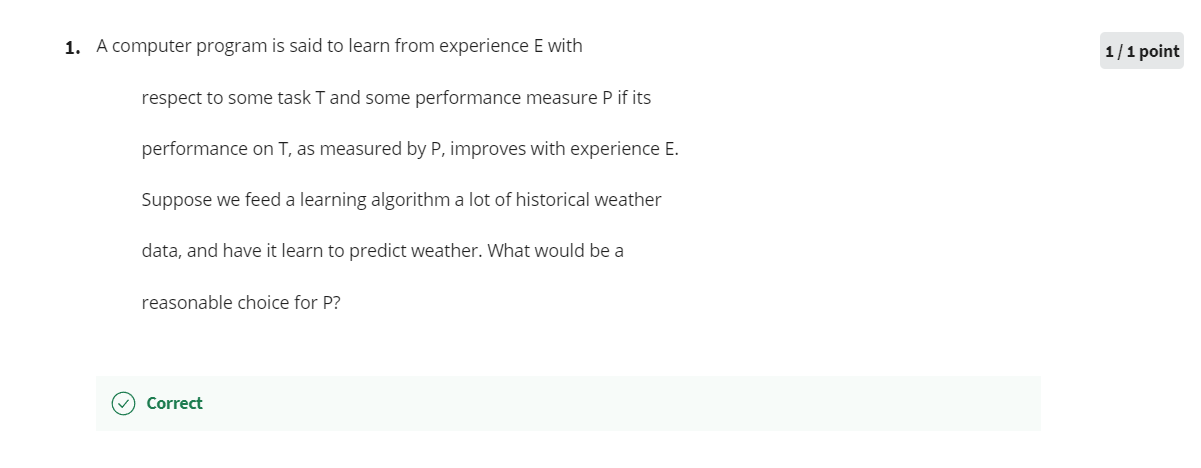 1. A computer program is said to learn from experience E with
1 / 1 point
respect to some task T and some performance measure P if its
performance on T, as measured by P, improves with experience E.
Suppose we feed a learning algorithm a lot of historical weather
data, and have it learn to predict weather. What would be a
reasonable choice for P?
Correct